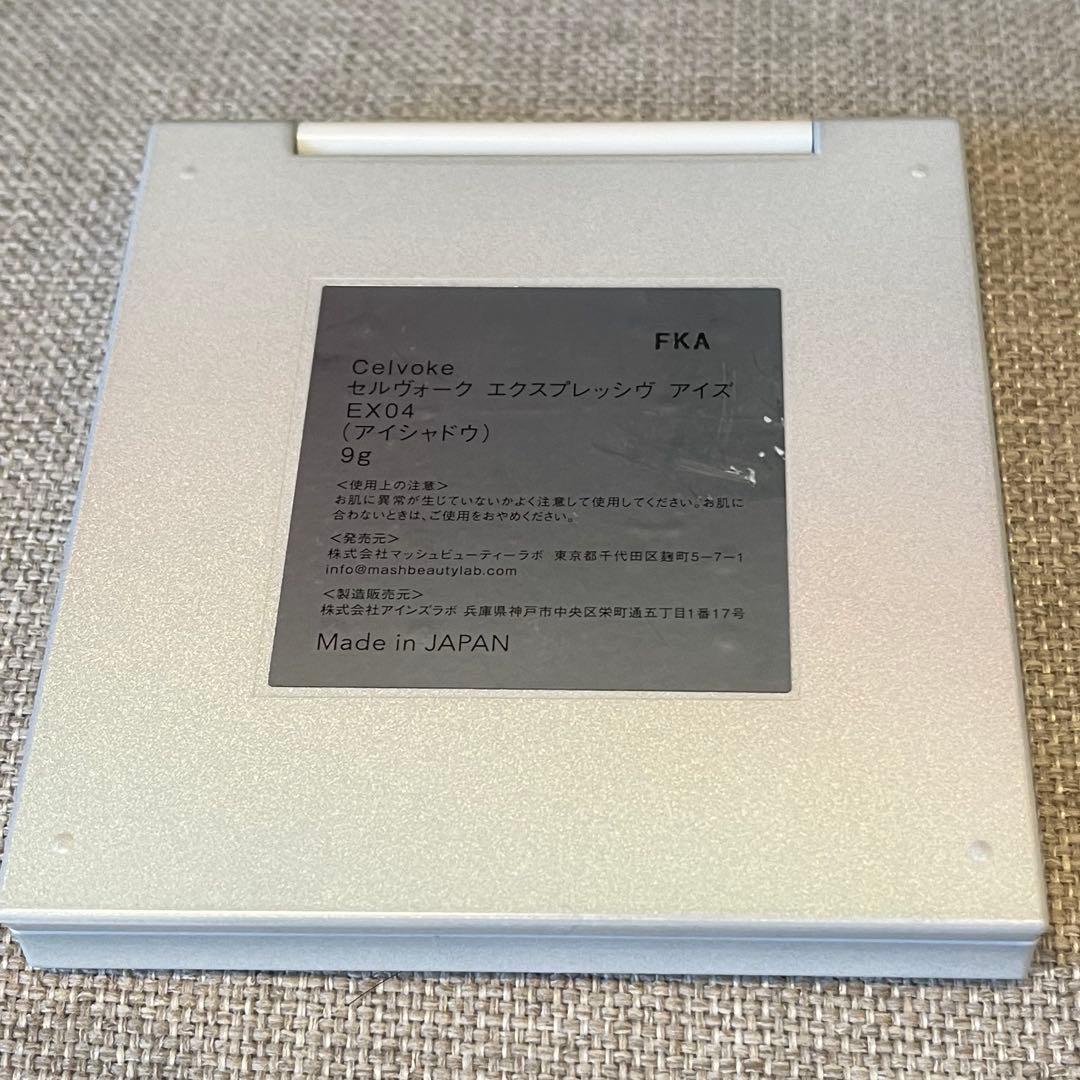 FKA
Celvoke
セルヴォーク エクスプレッシヴ アイズ
EX04
(アイシャドウ)
9g
<使用上の注意>
お肌に異常が生じていないかよく注意して使用してください。お肌に
合わないときは、ご使用をおやめください。
<発売元>
株式会社マッシュビューティーラボ 東京都千代田区麹町5-7-1
info@mashbeautylab.com
<製造販売元>
株式会社アインズラボ 兵庫県神戸市中央区栄町通五丁目1番17号
Made in JAPAN